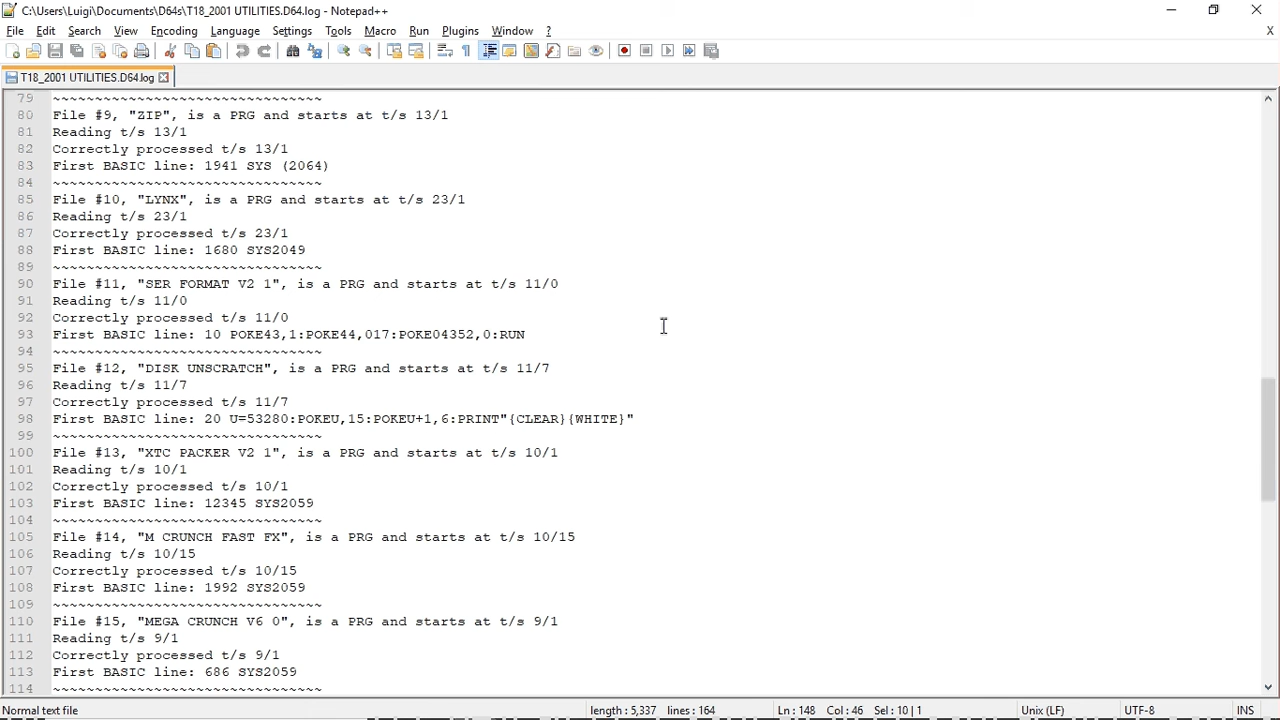 C:\Users\Luigi\Documents\D64s\T18_2001 UTILITIES.D64.log - Notepad++
File Edit Search View Encoding Language Settings Tools Macro Run Plugins Window ? X
T18_2001 UTILITIES.D64.log
79 ~~~~~~~~~~~~~~~~~~~~~~~~~~~~~~~~
80 File #9, "ZIP", is a PRG and starts at t/s 13/1
81 Reading t/s 13/1
82 Correctly processed t/s 13/1
83 First BASIC line: 1941 SYS (2064)
84 ~~~~~~~~~~~~~~~~~~~~~~~~~~~~~~~~
85 File #10, "LYNX", is a PRG and starts at t/s 23/1
86 Reading t/s 23/1
87 Correctly processed t/s 23/1
88 First BASIC line: 1680 SYS2049
89 ~~~~~~~~~~~~~~~~~~~~~~~~~~~~~~~~
90 File #11, "SER FORMAT V2 1", is a PRG and starts at t/s 11/0
91 Reading t/s 11/0
92 Correctly processed t/s 11/0
93 First BASIC line: 10 POKE43,1:POKE44,017:POKE04352,0:RUN
94 ~~~~~~~~~~~~~~~~~~~~~~~~~~~~~~~~
95 File #12, "DISK UNSCRATCH", is a PRG and starts at t/s 11/7
96 Reading t/s 11/7
97 Correctly processed t/s 11/7
98 First BASIC line: 20 U=53280:POKEU,15:POKEU+1,6:PRINT"{CLEAR}{WHITE}"
99 ~~~~~~~~~~~~~~~~~~~~~~~~~~~~~~~~
100 File #13, "XTC PACKER V2 1", is a PRG and starts at t/s 10/1
101 Reading t/s 10/1
102 Correctly processed t/s 10/1
103 First BASIC line: 12345 SYS2059
104 ~~~~~~~~~~~~~~~~~~~~~~~~~~~~~~~~
105 File #14, "M CRUNCH FAST FX", is a PRG and starts at t/s 10/15
106 Reading t/s 10/15
107 Correctly processed t/s 10/15
108 First BASIC line: 1992 SYS2059
109 ~~~~~~~~~~~~~~~~~~~~~~~~~~~~~~~~
110 File #15, "MEGA CRUNCH V6 0", is a PRG and starts at t/s 9/1
111 Reading t/s 9/1
112 Correctly processed t/s 9/1
113 First BASIC line: 686 SYS2059
114 ~~~~~~~~~~~~~~~~~~~~~~~~~~~~~~~~
Normal text file length : 5,337 lines : 164 Ln : 148 Col : 46 Sel : 10 | 1 Unix (LF) UTF-8 INS